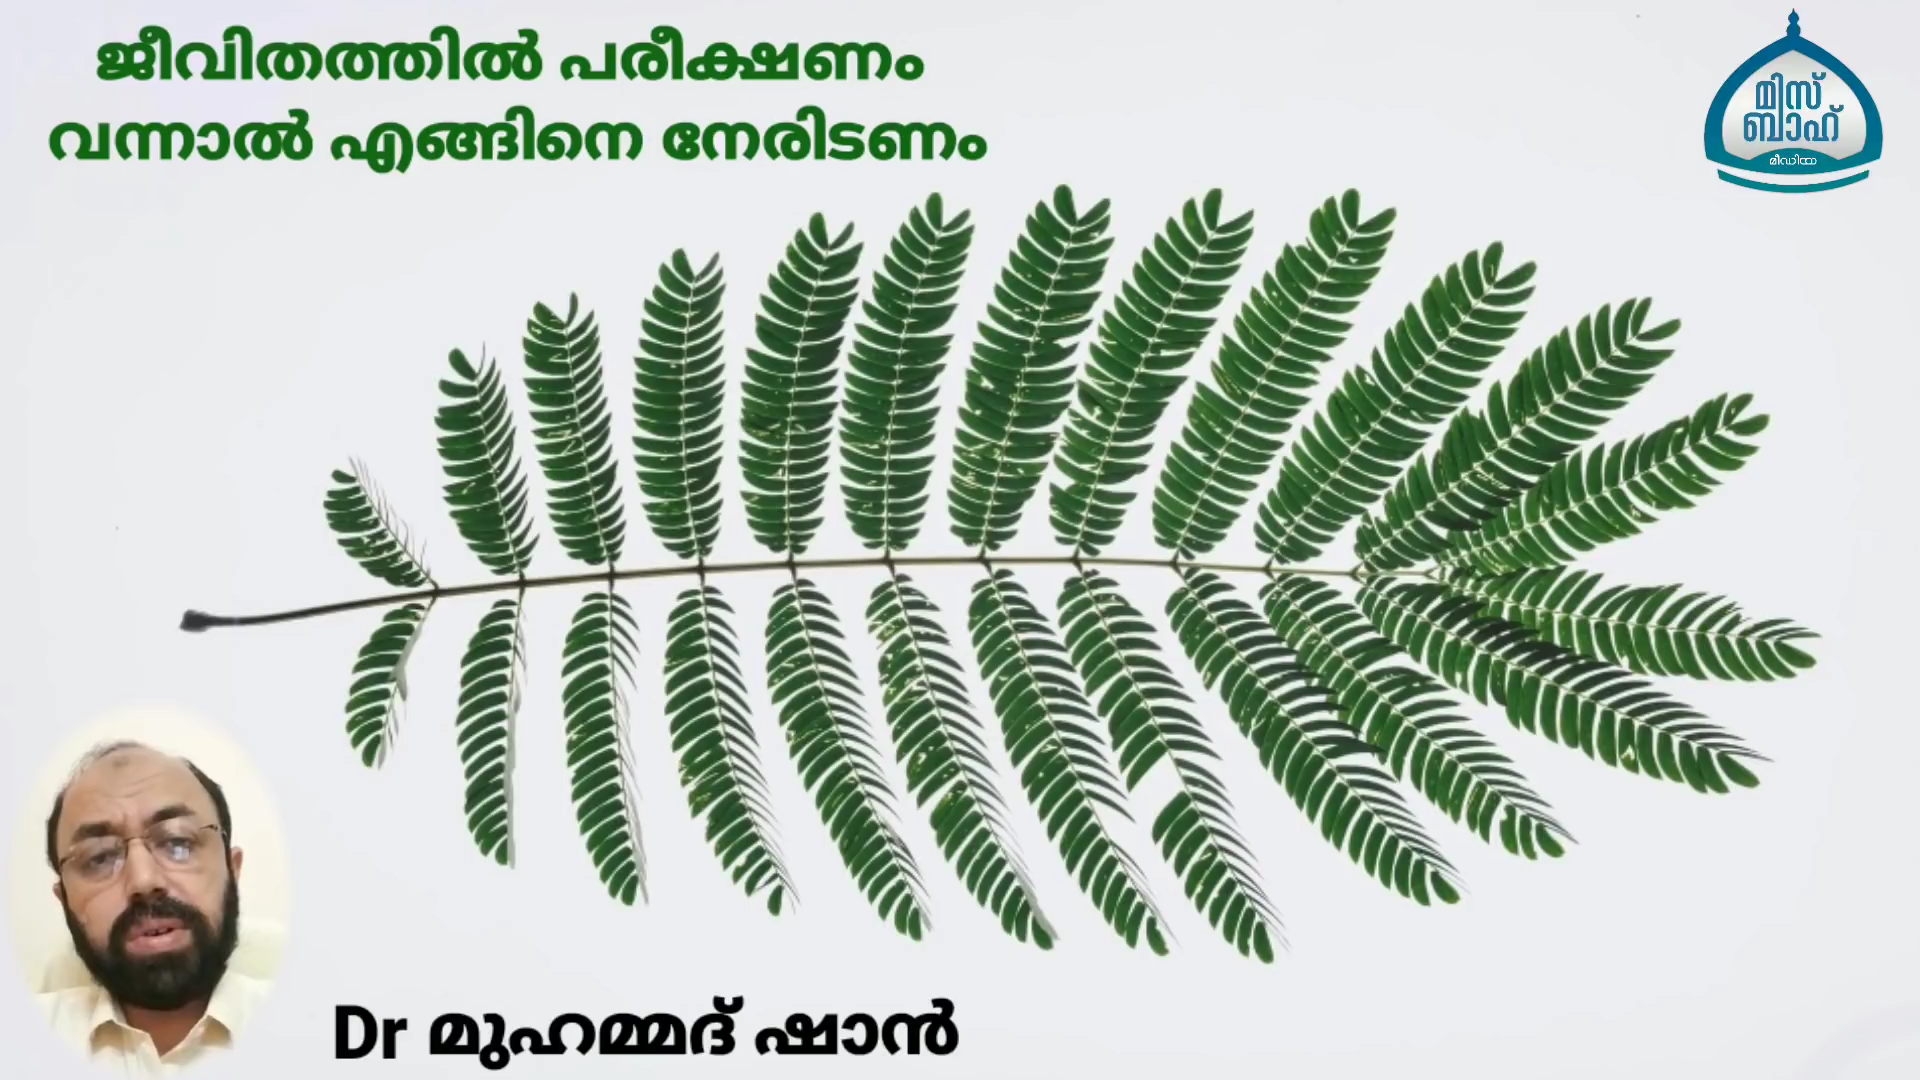 ജീവിതത്തിൽ പരീക്ഷണം
വന്നാൽ എങ്ങിനെ നേരിടണം
മിസ്
ബാഹ്
മീഡിയ
Dr മുഹമ്മദ് ഷാൻ